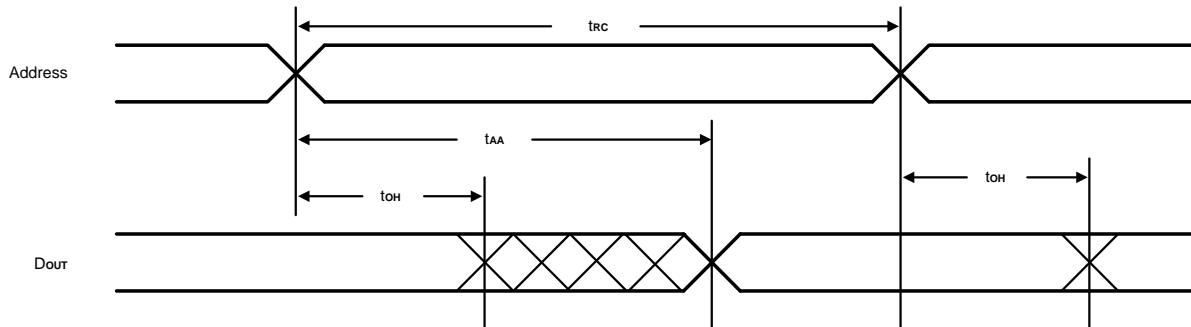 tRC
Address
tAA
tOH
tOH
DOUT